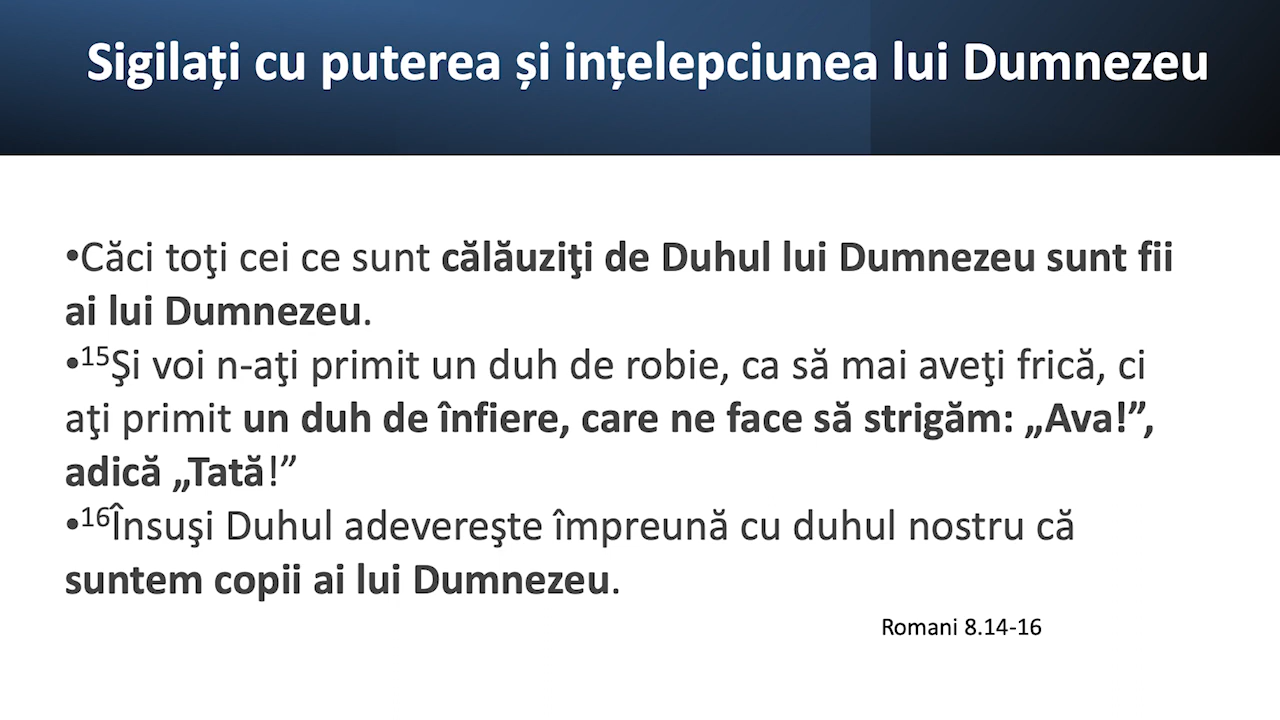 Sigilați cu puterea și ințelepciunea lui Dumnezeu
•Căci toţi cei ce sunt călăuziţi de Duhul lui Dumnezeu sunt fii
ai lui Dumnezeu.
•15Şi voi n-aţi primit un duh de robie, ca să mai aveţi frică, ci
aţi primit un duh de înfiere, care ne face să strigăm: „Ava!”,
adică „Tată!”
•16Însuşi Duhul adevereşte împreună cu duhul nostru că
suntem copii ai lui Dumnezeu.
Romani 8.14-16